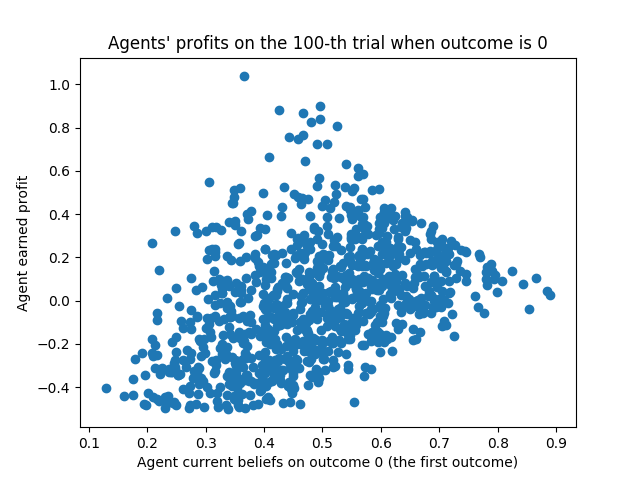 Agents' profits on the 100-th trial when outcome is 0
Agent earned profit
1.0
0.8
0.6
0.4
0.2
0.0
−0.2
−0.4
0.1 0.2 0.3 0.4 0.5 0.6 0.7 0.8 0.9
Agent current beliefs on outcome 0 (the first outcome)